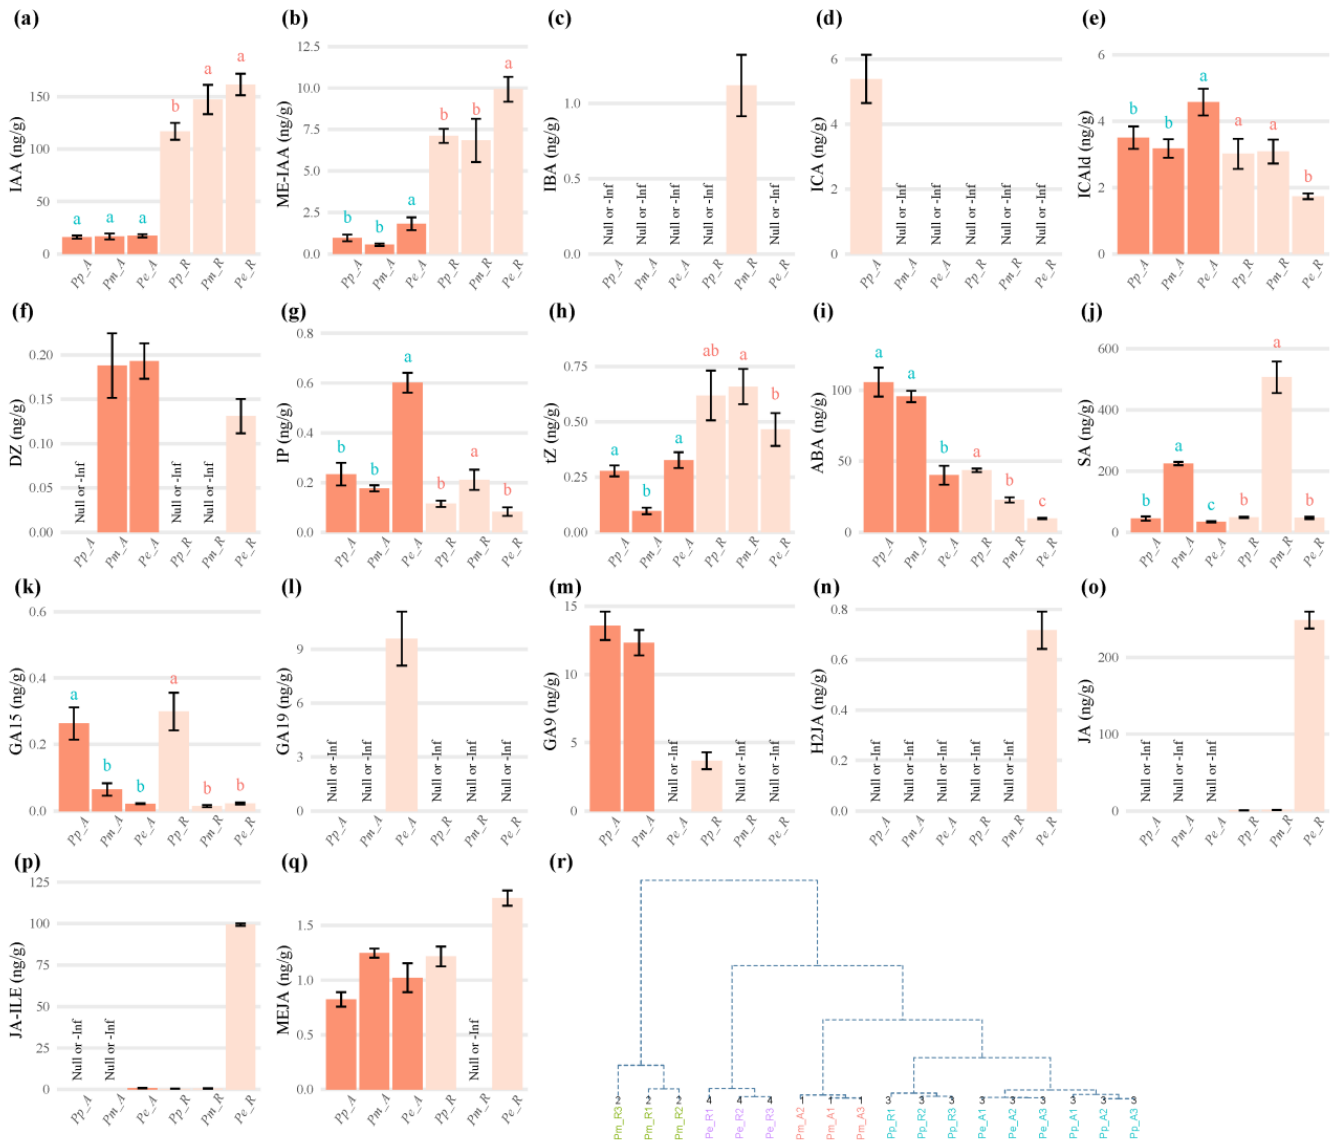 (a)
IAA (ng/g)
150
100
50
0
a
a
a
b
a
a
Pp_A
Pm_A
Pe_A
Pp_R
Pm_R
Pe_R
(b)
ME-IAA (ng/g)
12.5
10.0
7.5
5.0
2.5
0.0
b
b
a
b
b
a
Pp_A
Pm_A
Pe_A
Pp_R
Pm_R
Pe_R
(c)
IBA (ng/g)
1.0
0.5
0.0
Null or -Inf
Null or -Inf
Null or -Inf
Null or -Inf
Null or -Inf
Pp_A
Pm_A
Pe_A
Pp_R
Pm_R
Pe_R
(d)
ICA (ng/g)
6
4
2
0
Null or -Inf
Null or -Inf
Null or -Inf
Null or -Inf
Null or -Inf
Pp_A
Pm_A
Pe_A
Pp_R
Pm_R
Pe_R
(e)
ICAld (ng/g)
6
4
2
0
b
b
a
a
a
b
Pp_A
Pm_A
Pe_A
Pp_R
Pm_R
Pe_R
(f)
DZ (ng/g)
0.20
0.15
0.10
0.05
0.00
Null or -Inf
Null or -Inf
Null or -Inf
Pp_A
Pm_A
Pe_A
Pp_R
Pm_R
Pe_R
(g)
IP (ng/g)
0.8
0.6
0.4
0.2
0.0
b
b
a
b
a
b
Pp_A
Pm_A
Pe_A
Pp_R
Pm_R
Pe_R
(h)
tZ (ng/g)
0.75
0.50
0.25
0.00
a
b
a
ab
a
b
Pp_A
Pm_A
Pe_A
Pp_R
Pm_R
Pe_R
(i)
ABA (ng/g)
100
50
0
a
a
b
a
b
c
Pp_A
Pm_A
Pe_A
Pp_R
Pm_R
Pe_R
(j)
SA (ng/g)
600
400
200
0
b
a
c
b
a
b
Pp_A
Pm_A
Pe_A
Pp_R
Pm_R
Pe_R
(k)
GA15 (ng/g)
0.6
0.4
0.2
0.0
a
b
b
a
b
b
Pp_A
Pm_A
Pe_A
Pp_R
Pm_R
Pe_R
(l)
GA19 (ng/g)
9
6
3
0
Null or -Inf
Null or -Inf
Null or -Inf
Null or -Inf
Null or -Inf
Pp_A
Pm_A
Pe_A
Pp_R
Pm_R
Pe_R
(m)
GA9 (ng/g)
15
10
5
0
Null or -Inf
Null or -Inf
Null or -Inf
Pp_A
Pm_A
Pe_A
Pp_R
Pm_R
Pe_R
(n)
H2JA (ng/g)
0.8
0.6
0.4
0.2
0.0
Null or -Inf
Null or -Inf
Null or -Inf
Null or -Inf
Null or -Inf
Pp_A
Pm_A
Pe_A
Pp_R
Pm_R
Pe_R
(o)
JA (ng/g)
200
100
0
Null or -Inf
Null or -Inf
Null or -Inf
Pp_A
Pm_A
Pe_A
Pp_R
Pm_R
Pe_R
(p)
JA-ILE (ng/g)
125
100
75
50
25
0
Null or -Inf
Null or -Inf
Pp_A
Pm_A
Pe_A
Pp_R
Pm_R
Pe_R
(q)
MEJA (ng/g)
1.5
1.0
0.5
0.0
Null or -Inf
Pp_A
Pm_A
Pe_A
Pp_R
Pm_R
Pe_R
(r)
2 2 2 4 4 4 1 1 1 3 3 3 3 3 3 3 3 3
Pm_R3
Pm_R1
Pm_R2
Pe_R1
Pe_R2
Pe_R3
Pm_A2
Pm_A1
Pm_A3
Pp_R1
Pp_R2
Pp_R3
Pe_A1
Pe_A2
Pe_A3
Pp_A1
Pp_A2
Pp_A3